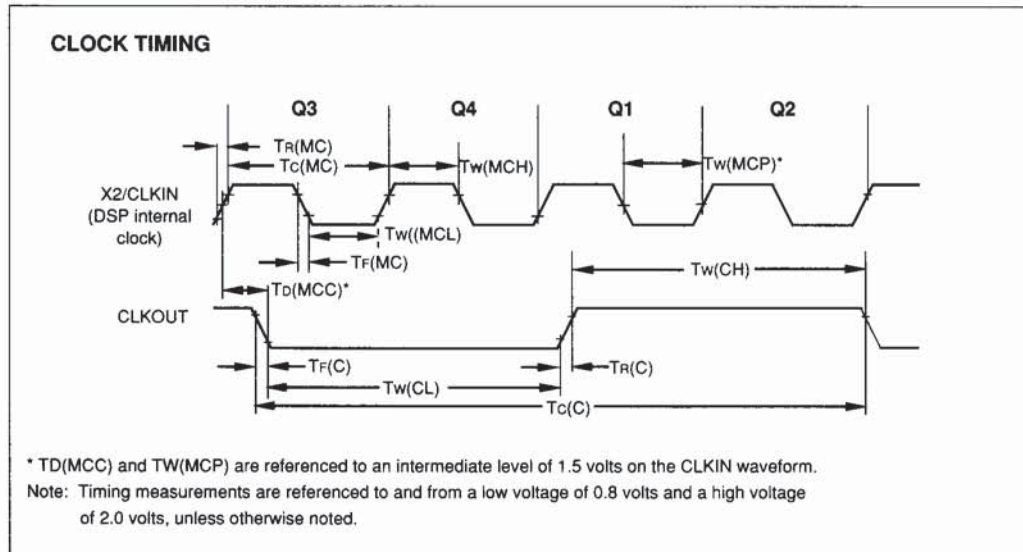 CLOCK TIMING
Q3 Q4 Q1 Q2
TR(MC)
TC(MC) TW(MCH) TW(MCP)*
X2/CLKIN
(DSP internal
clock)
TW((MCL)
TF(MC) TW(CH)
TD(MCC)*
CLKOUT
TF(C) TR(C)
TW(CL)
TC(C)
* TD(MCC) and TW(MCP) are referenced to an intermediate level of 1.5 volts on the CLKIN waveform.
Note: Timing measurements are referenced to and from a low voltage of 0.8 volts and a high voltage
of 2.0 volts, unless otherwise noted.